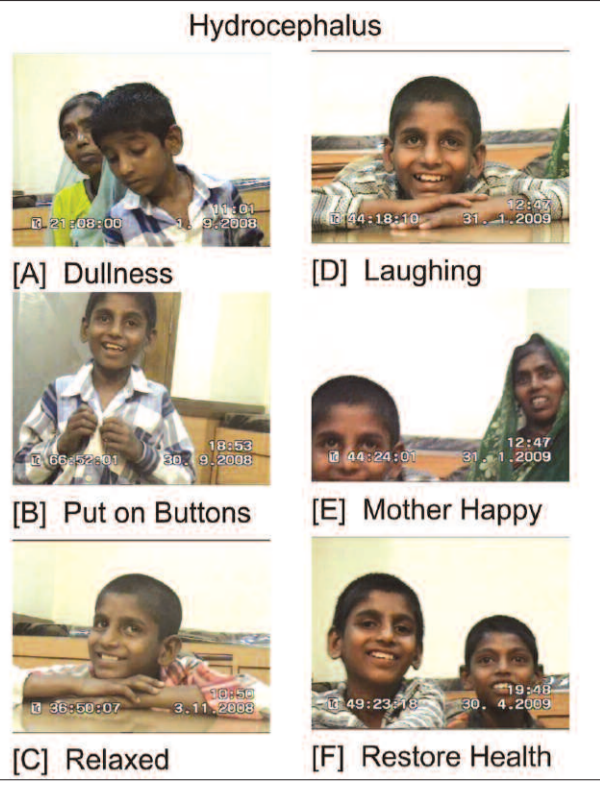 Hydrocephalus
11:01
21:08:00 1. 9.2008
[A] Dullness
18:53
66:52:01 30. 9.2008
[B] Put on Buttons
36:50:07 3.11.2008
[C] Relaxed
12:47
44:18:10 31. 1.2009
[D] Laughing
12:47
44:24:01 31. 1.2009
[E] Mother Happy
19:48
49:23:18 30. 4.2009
[F] Restore Health